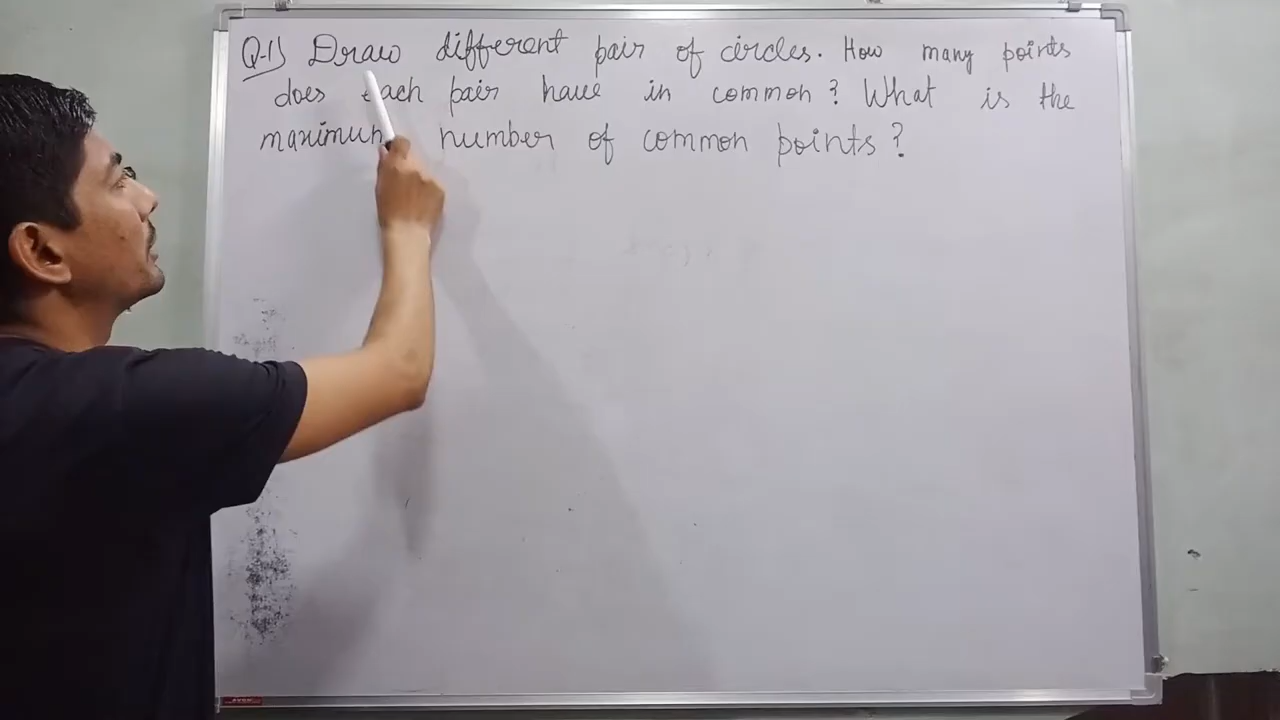 Q-1) Draw different pair of circles. How many points
does each pair have in common? What is the
maximum number of common points?